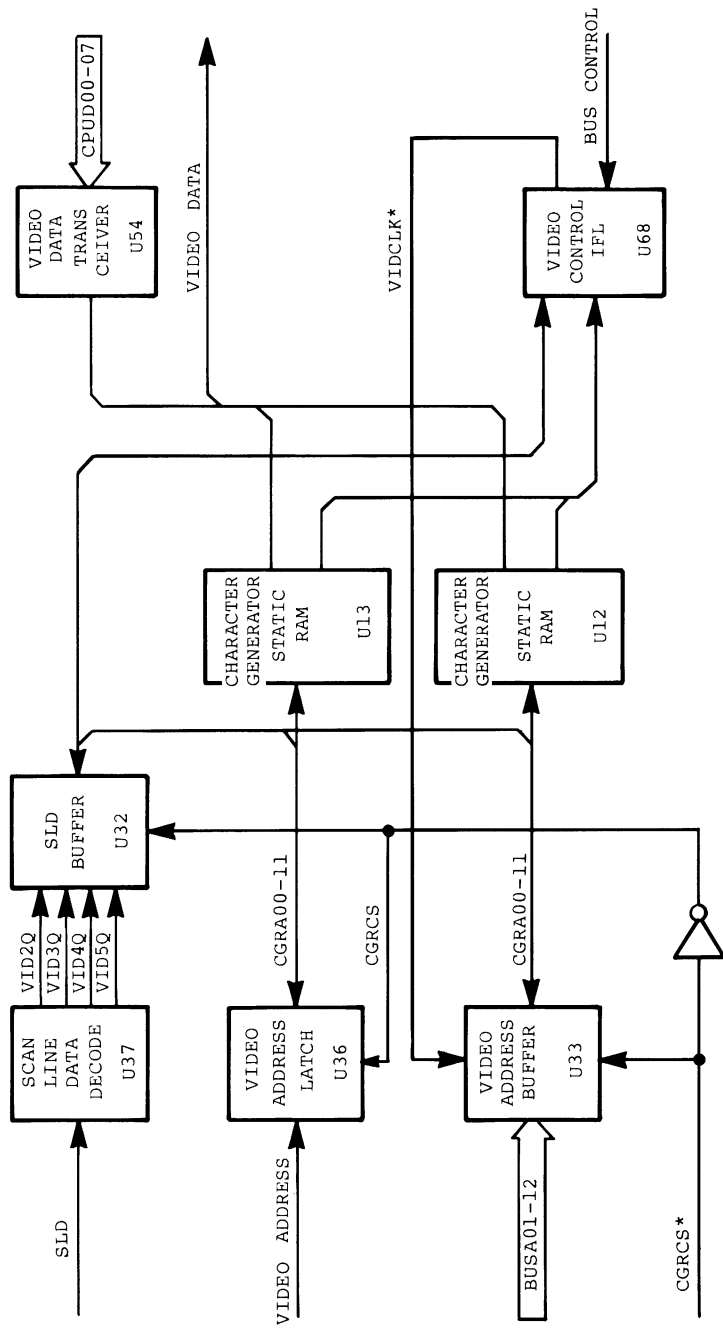 SLD
SCAN
LINE
DATA
DECODE
U37
VID2Q
VID3Q
VID4Q
VID5Q
SLD
BUFFER
U32
VIDEO
DATA
TRANS
CEIVER
U54
CPUD00-07
VIDEO DATA
VIDEO ADDRESS
VIDEO
ADDRESS
LATCH
U36
CGRA00-11
CGRCS
CHARACTER
GENERATOR
STATIC
RAM
U13
VIDCLK*
BUSA01-12
VIDEO
ADDRESS
BUFFER
U33
CGRA00-11
CHARACTER
GENERATOR
STATIC
RAM
U12
VIDEO
CONTROL
IFL
U68
BUS CONTROL
CGRCS*